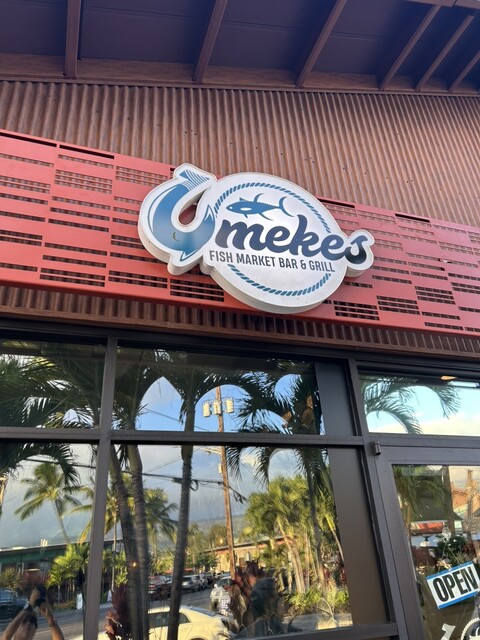 Umekes
FISH MARKET BAR & GRILL
OPEN